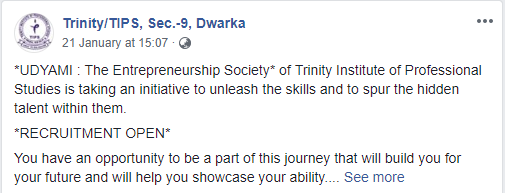 Trinity/TIPS, Sec.-9, Dwarka
21 January at 15:07 ·
*UDYAMI : The Entrepreneurship Society* of Trinity Institute of Professional
Studies is taking an initiative to unleash the skills and to spur the hidden
talent within them.
*RECRUITMENT OPEN*
You have an opportunity to be a part of this journey that will build you for
your future and will help you showcase your ability.... See more